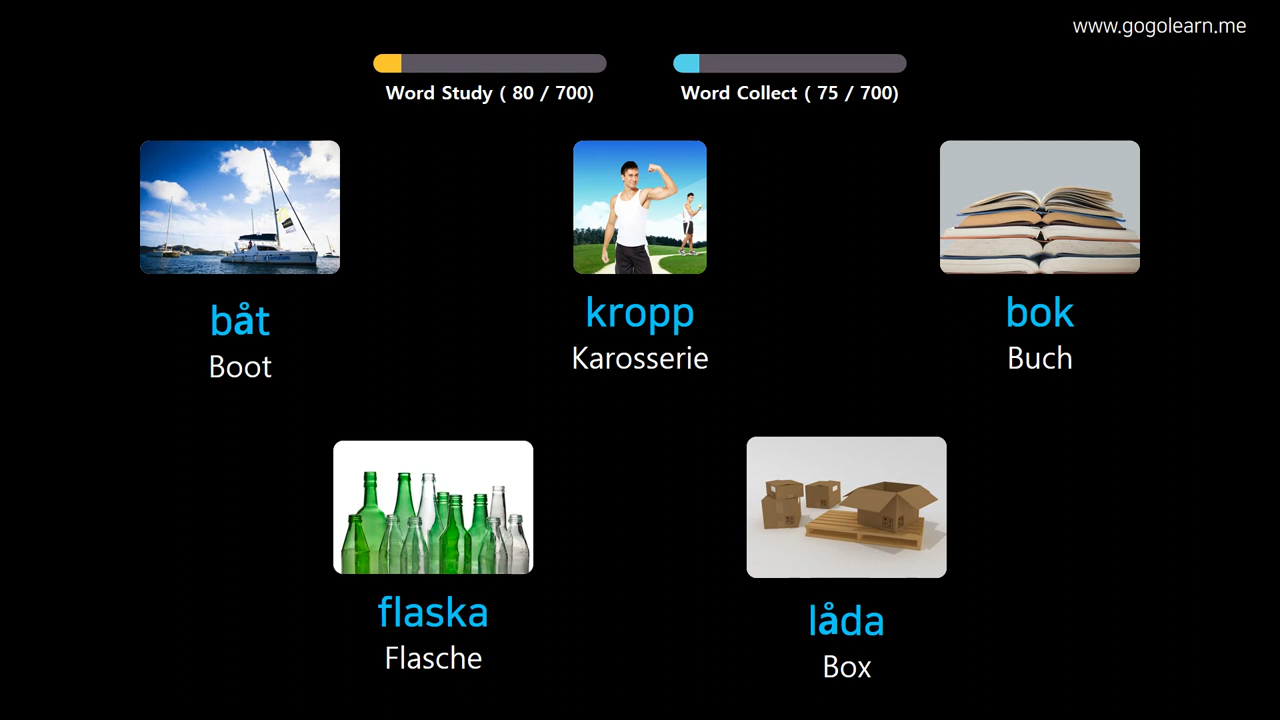 www.gogolearn.me
Word Study ( 80 / 700)
Word Collect ( 75 / 700)
båt
Boot
kropp
Karosserie
bok
Buch
flaska
Flasche
låda
Box